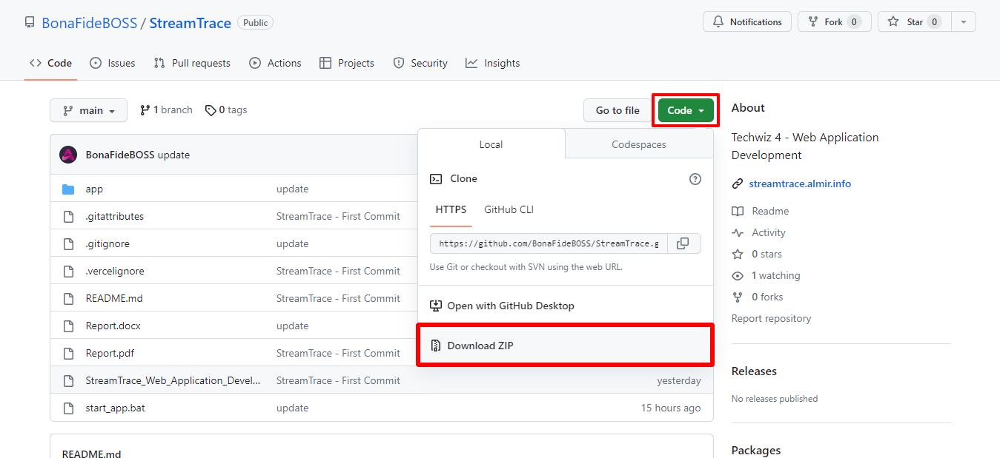 BonaFideBOSS / StreamTrace Public
Notifications Fork 0 Star 0
Code Issues Pull requests Actions Projects Security Insights
main 1 branch 0 tags Go to file Code
BonaFideBOSS update
app update
.gitattributes StreamTrace - First Commit
.gitignore update
.vercelignore StreamTrace - First Commit
README.md StreamTrace - First Commit
Report.docx update
Report.pdf StreamTrace - First Commit
StreamTrace_Web_Application_Devel... StreamTrace - First Commit yesterday
start_app.bat update 15 hours ago
README.md
Local Codespaces
Clone
HTTPS GitHub CLI
https://github.com/BonaFideBOSS/StreamTrace.g
Use Git or checkout with SVN using the web URL.
Open with GitHub Desktop
Download ZIP
About
Techwiz 4 - Web Application
Development
streamtrace.almir.info
Readme
Activity
0 stars
1 watching
0 forks
Report repository
Releases
No releases published
Packages